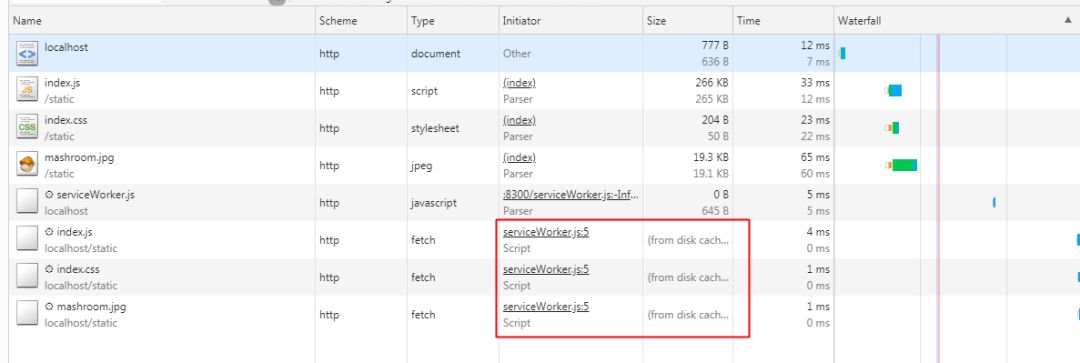 Name Scheme Type Initiator Size Time Waterfall
localhost http document Other 777 B 12 ms
636 B 7 ms
index.js http script (index) 266 KB 33 ms
/static Parser 265 KB 12 ms
index.css http stylesheet (index) 204 B 23 ms
/static Parser 50 B 22 ms
mashroom.jpg http jpeg (index) 19.3 KB 65 ms
/static Parser 19.1 KB 60 ms
serviceWorker.js http javascript :8300/serviceWorker.js:-Inf... 0 B 5 ms
localhost Parser 645 B 5 ms
index.js http fetch serviceWorker.js:5 (from disk cach... 4 ms
localhost/static Script 0 ms
index.css http fetch serviceWorker.js:5 (from disk cach... 1 ms
localhost/static Script 0 ms
mashroom.jpg http fetch serviceWorker.js:5 (from disk cach... 1 ms
localhost/static Script 0 ms